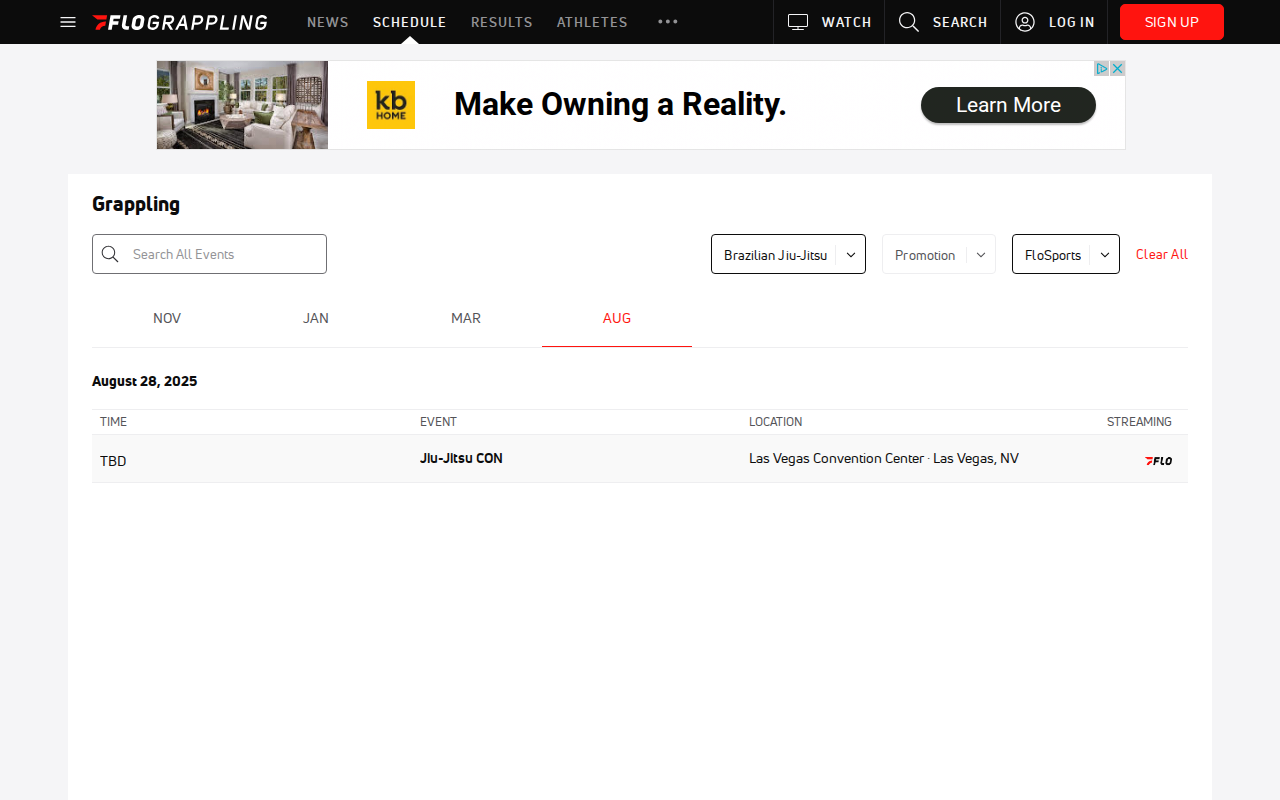 FLOGRAPPLING NEWS SCHEDULE RESULTS ATHLETES ••• WATCH SEARCH LOG IN SIGN UP
kb HOME Make Owning a Reality. Learn More
Grappling
Search All Events Brazilian Jiu-Jitsu Promotion FloSports Clear All
NOV JAN MAR AUG
August 28, 2025
TIME EVENT LOCATION STREAMING
TBD Jiu-Jitsu CON Las Vegas Convention Center · Las Vegas, NV FLO